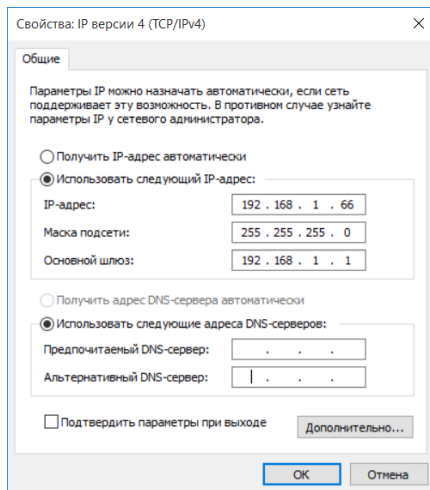 Свойства: IP версии 4 (TCP/IPv4)
Общие
Параметры IP можно назначать автоматически, если сеть
поддерживает эту возможность. В противном случае узнайте
параметры IP у сетевого администратора.
Получить IP-адрес автоматически
Использовать следующий IP-адрес:
IP-адрес: 192 . 168 . 1 . 66
Маска подсети: 255 . 255 . 255 . 0
Основной шлюз: 192 . 168 . 1 . 1
Получить адрес DNS-сервера автоматически
Использовать следующие адреса DNS-серверов:
Предпочитаемый DNS-сервер: . . .
Альтернативный DNS-сервер: . . .
Подтвердить параметры при выходе
Дополнительно...
ОК Отмена